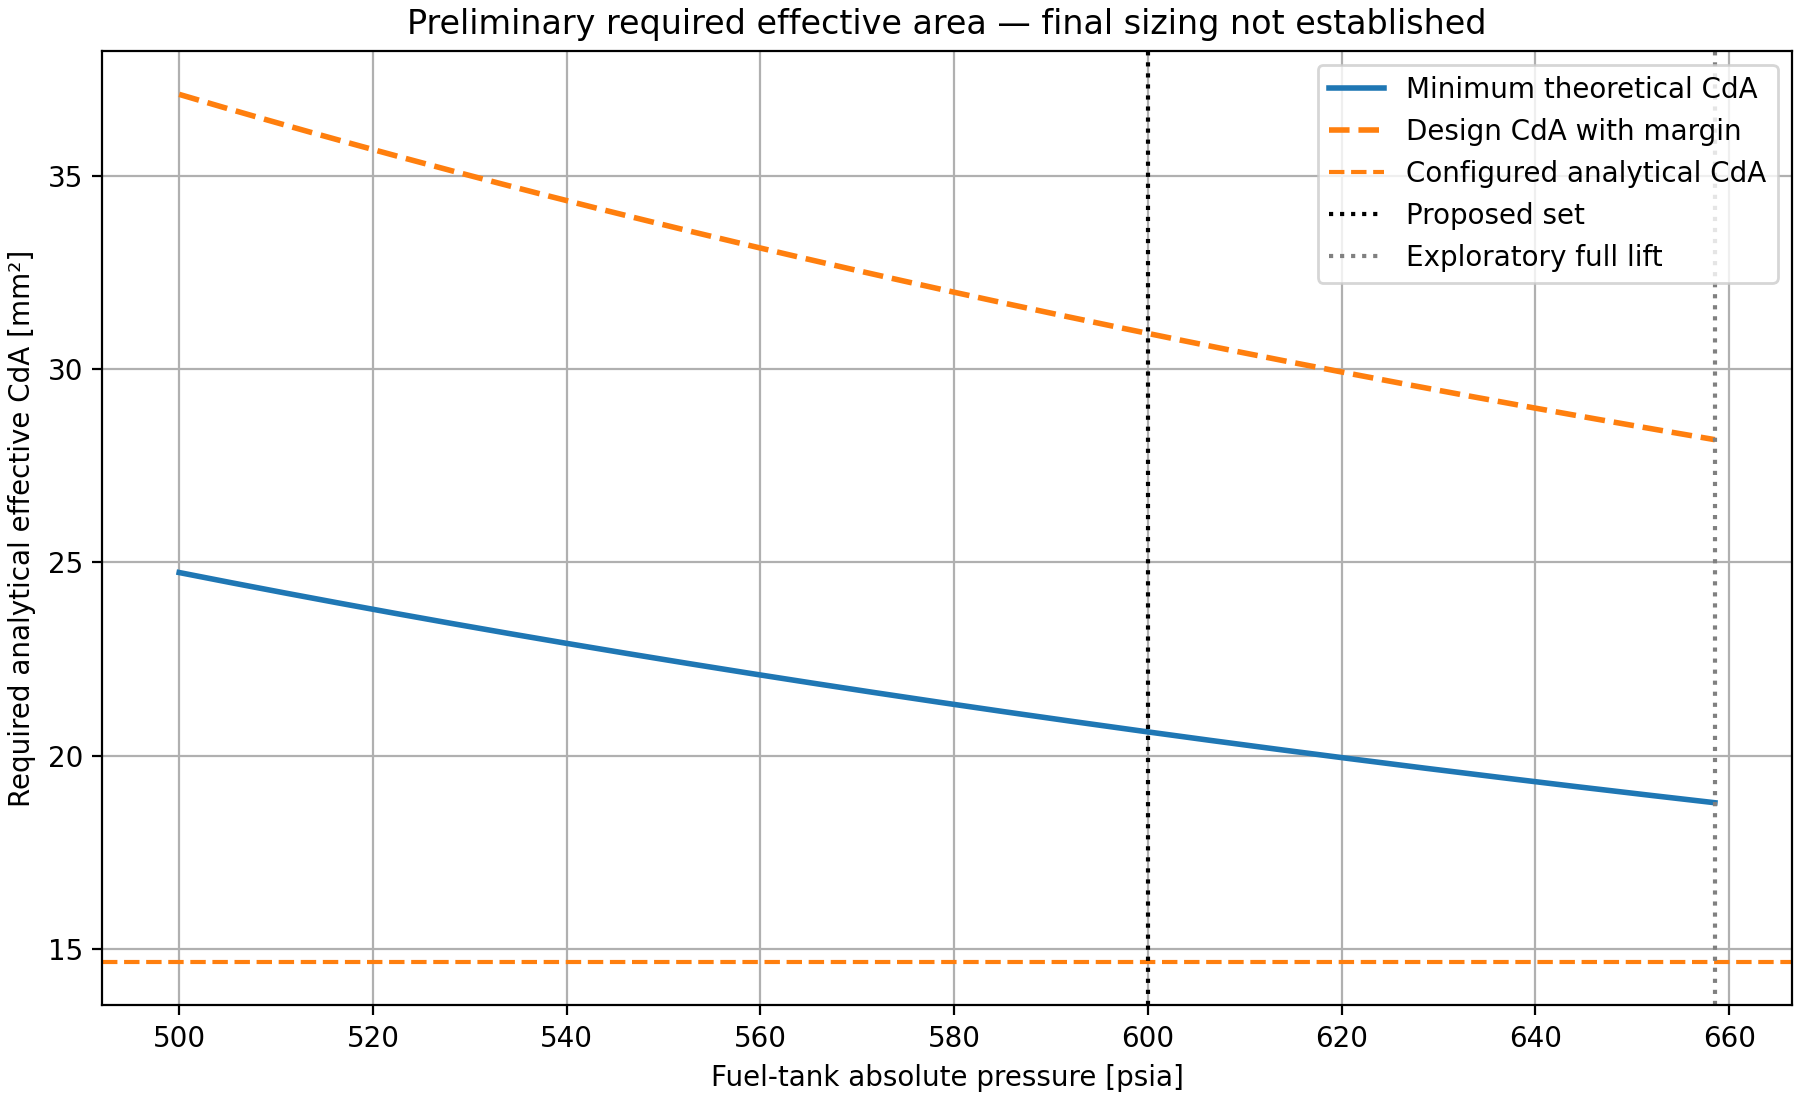 Preliminary required effective area — final sizing not established
Minimum theoretical CdA
Design CdA with margin
Configured analytical CdA
Proposed set
Exploratory full lift
Required analytical effective CdA [mm²]
35
30
25
20
15
500 520 540 560 580 600 620 640 660
Fuel-tank absolute pressure [psia]